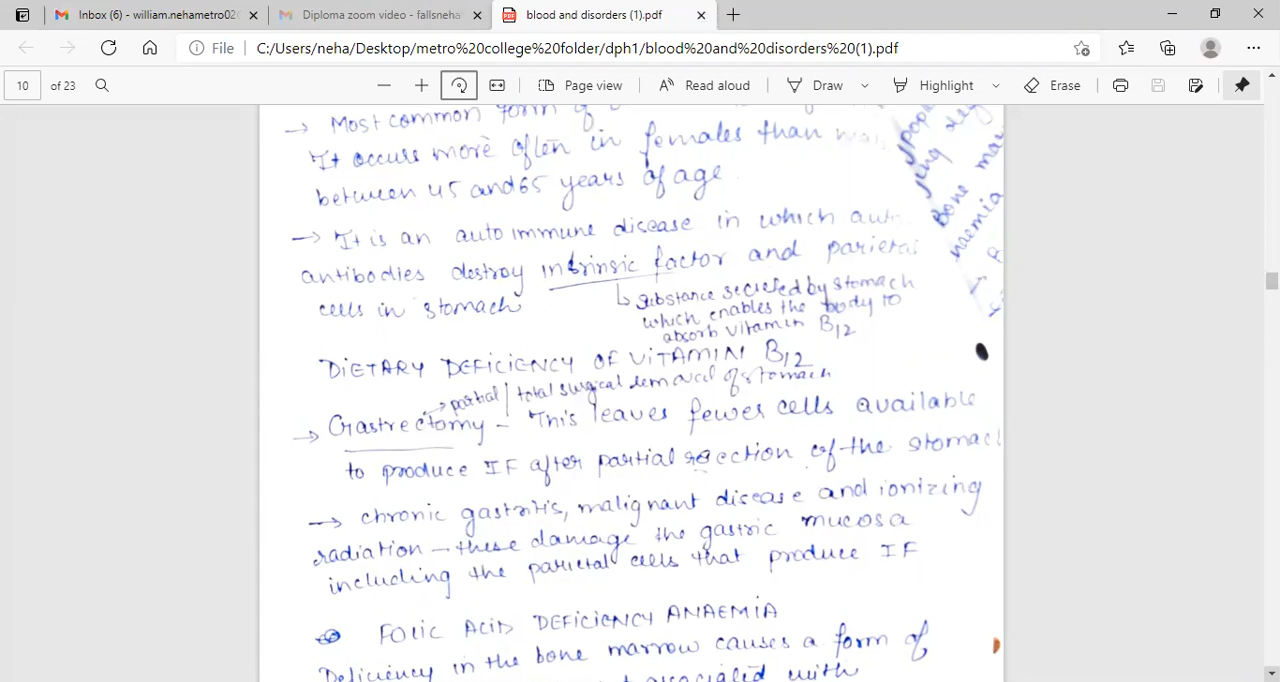 Inbox (6) - william.nehametro02
Diploma zoom video - fallsneha
blood and disorders (1).pdf
File
C:/Users/neha/Desktop/metro%20college%20folder/dph1/blood%20and%20disorders%20(1).pdf
10 of 23
Page view
Read aloud
Draw
Highlight
Erase
→ Most common form of
It occurs more often in females than
between 45 and 65 years of age
→ It is an auto immune disease in which
antibodies destroy intrinsic factor and parietal
cells in stomach
substance secreted by stomach
which enables the body to
absorb vitamin B12
Bone
DIETARY DEFICIENCY OF VITAMIN B12
partial / total surgical removal of stomach
→ Gastrectomy - This leaves fewer cells available
to produce IF after partial resection of the stomach
→ chronic gastritis, malignant disease and ionizing
radiation - these damage the gastric mucosa
including the parietal cells that produce IF
FOLIC ACID DEFICIENCY ANAEMIA
Deficiency in the bone marrow causes a form of
associated with